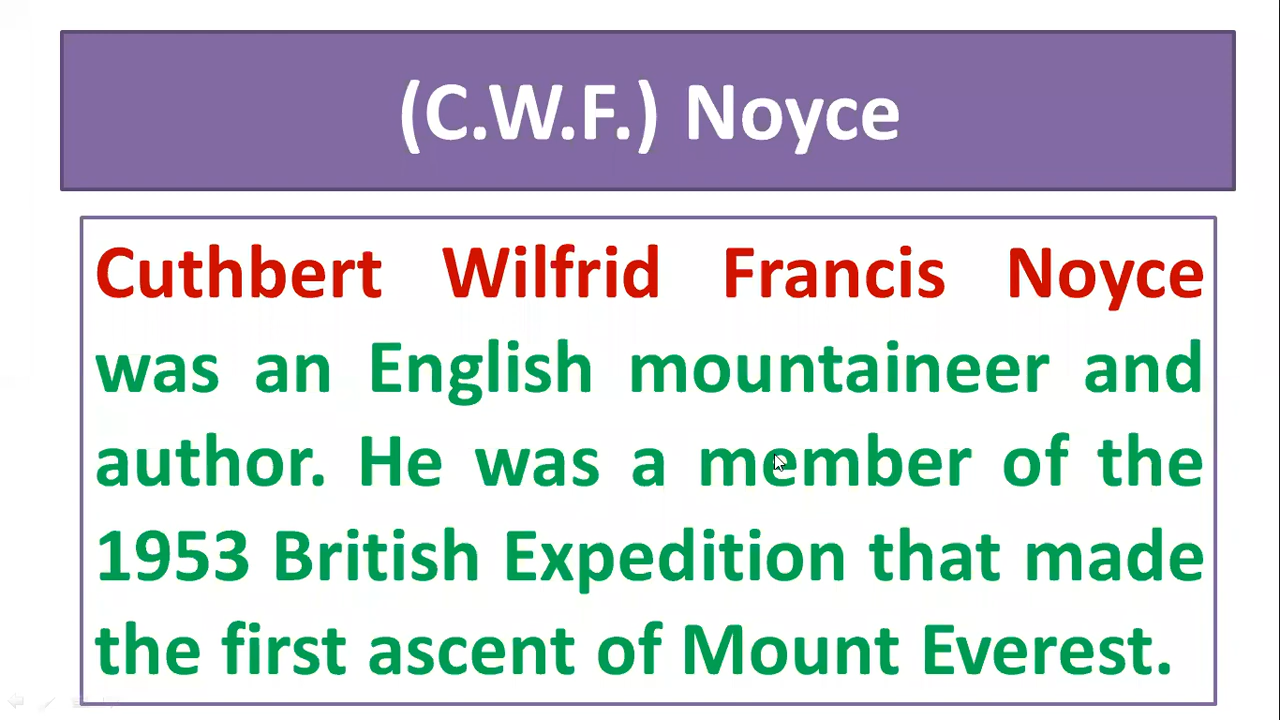 (C.W.F.) Noyce
Cuthbert Wilfrid Francis Noyce
was an English mountaineer and
author. He was a member of the
1953 British Expedition that made
the first ascent of Mount Everest.